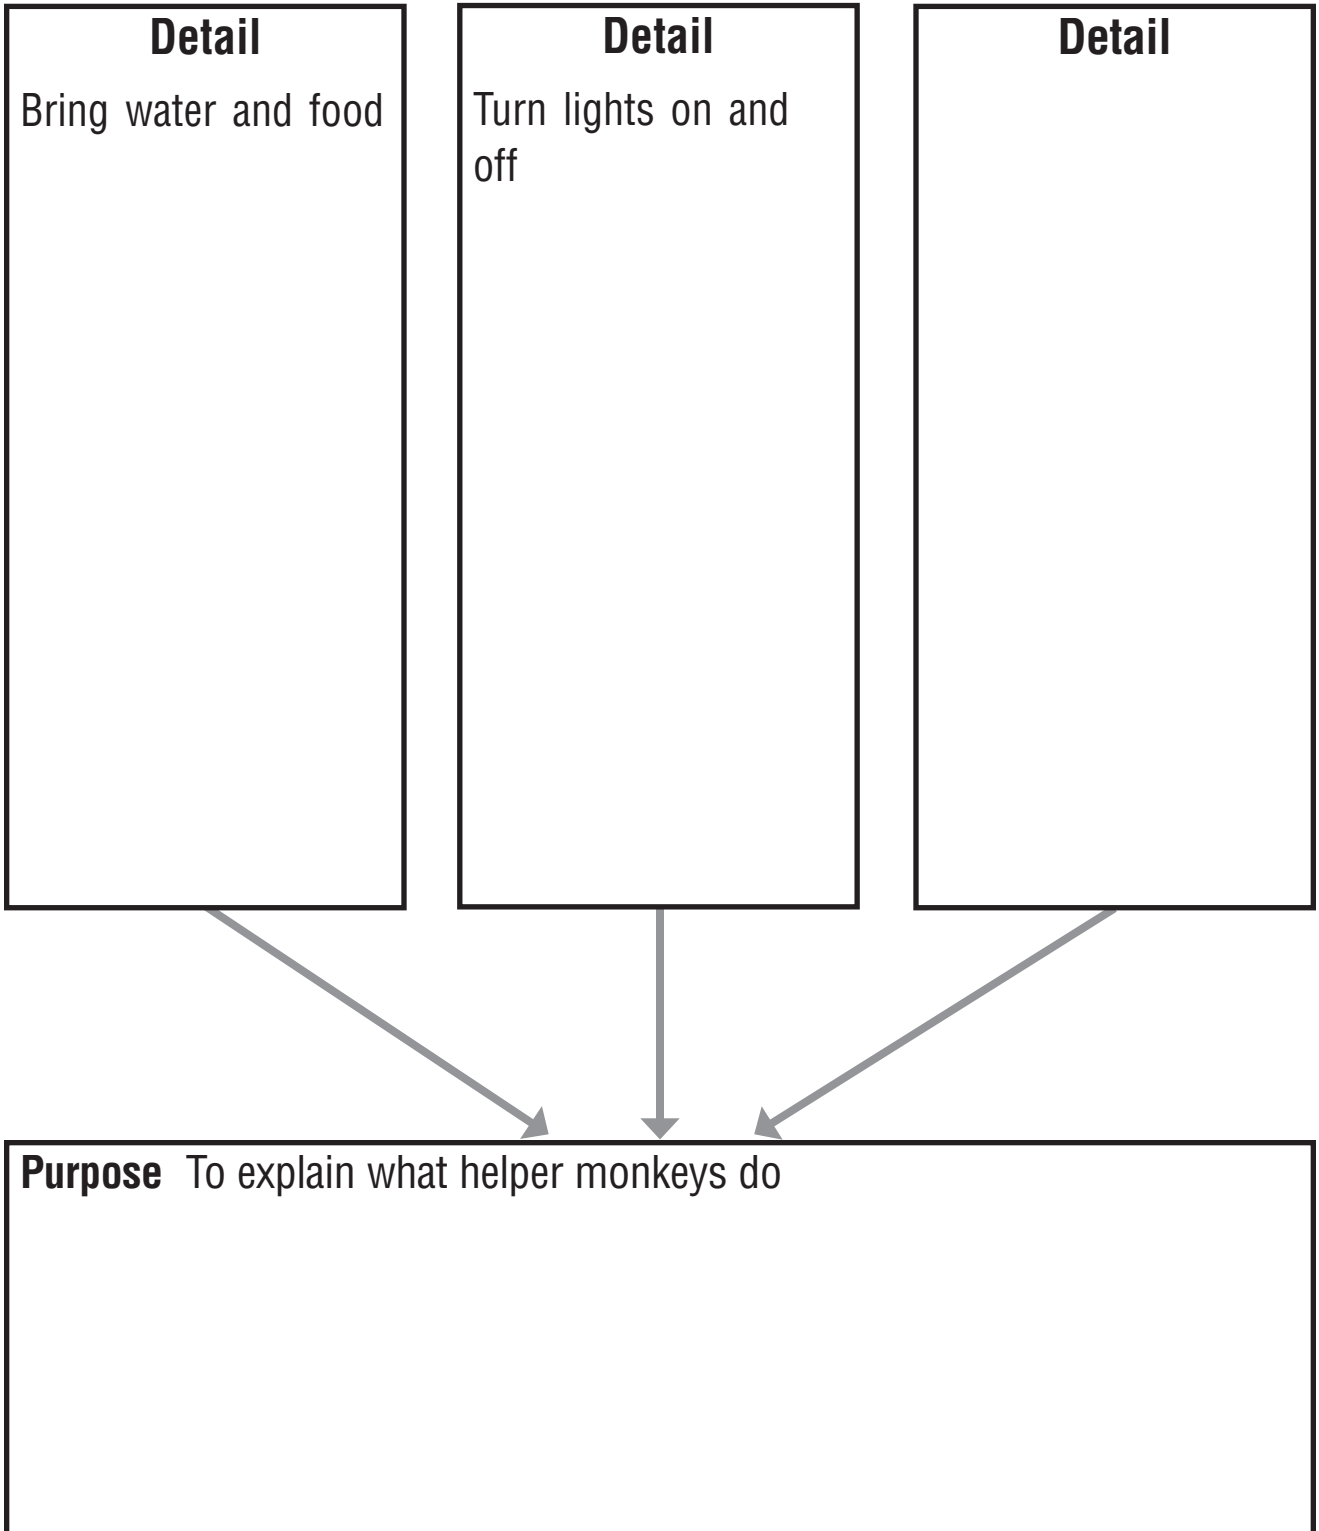 Detail
Bring water and food
Detail
Turn lights on and
off
Detail
Purpose To explain what helper monkeys do